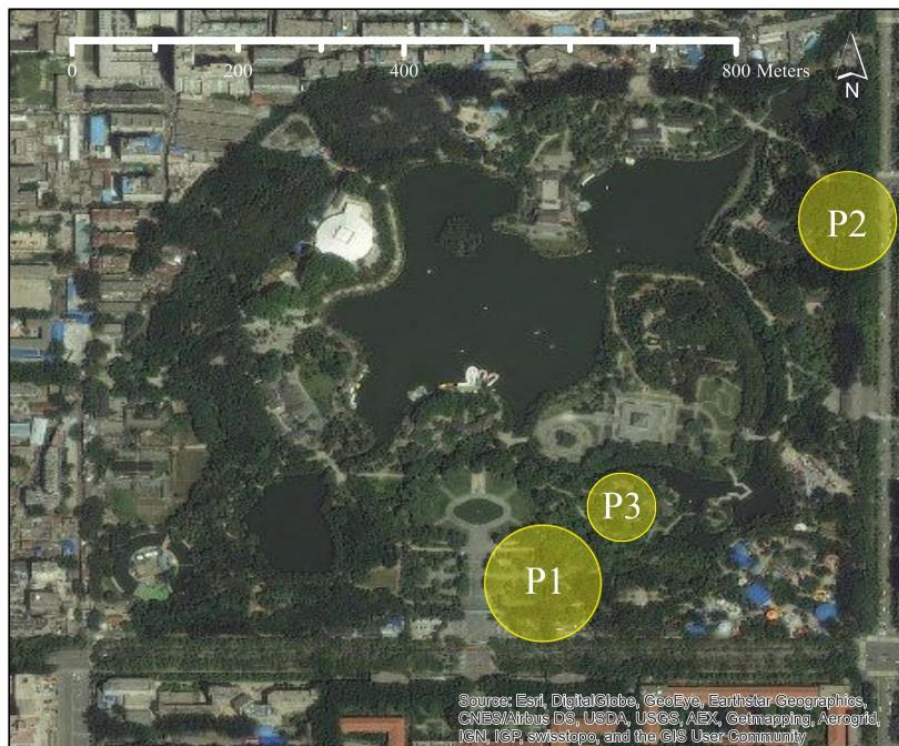 0 200 400 800 Meters
N
P2
P3
P1
Source: Esri, DigitalGlobe, GeoEye, Earthstar Geographics,
CNES/Airbus DS, USDA, USGS, AEX, Getmapping, Aerogrid,
IGN, IGP, swisstopo, and the GIS User Community